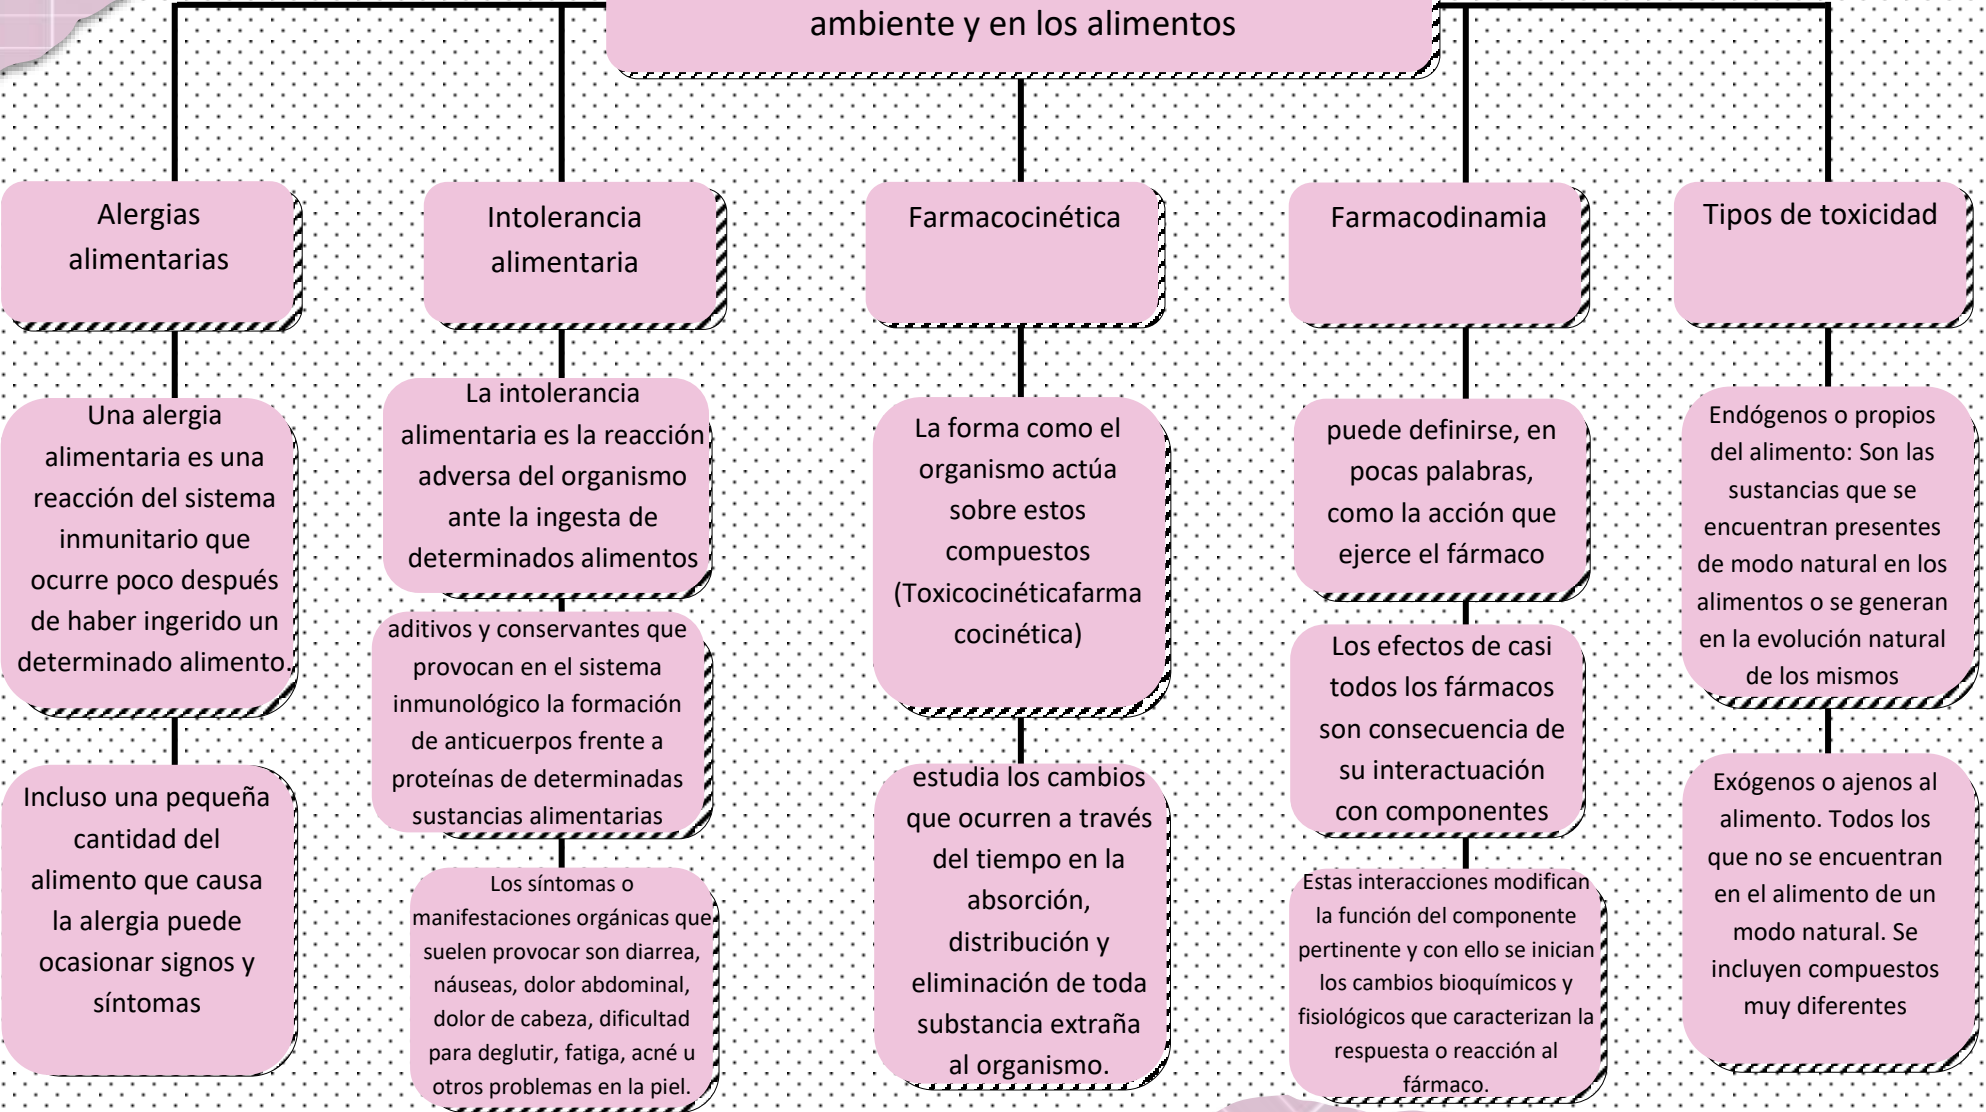 ambiente y en los alimentos
Alergias
alimentarias
Una alergia
alimentaria es una
reacción del sistema
inmunitario que
ocurre poco después
de haber ingerido un
determinado alimento.
Incluso una pequeña
cantidad del
alimento que causa
la alergia puede
ocasionar signos y
síntomas
Intolerancia
alimentaria
La intolerancia
alimentaria es la reacción
adversa del organismo
ante la ingesta de
determinados alimentos
aditivos y conservantes que
provocan en el sistema
inmunológico la formación
de anticuerpos frente a
proteínas de determinadas
sustancias alimentarias
Los síntomas o
manifestaciones orgánicas que
suelen provocar son diarrea,
náuseas, dolor abdominal,
dolor de cabeza, dificultad
para deglutir, fatiga, acné u
otros problemas en la piel.
Farmacocinética
La forma como el
organismo actúa
sobre estos
compuestos
(Toxicocinéticafarma
cocinética)
estudia los cambios
que ocurren a través
del tiempo en la
absorción,
distribución y
eliminación de toda
substancia extraña
al organismo.
Farmacodinamia
puede definirse, en
pocas palabras,
como la acción que
ejerce el fármaco
Los efectos de casi
todos los fármacos
son consecuencia de
su interactuación
con componentes
Estas interacciones modifican
la función del componente
pertinente y con ello se inician
los cambios bioquímicos y
fisiológicos que caracterizan la
respuesta o reacción al
fármaco.
Tipos de toxicidad
Endógenos o propios
del alimento: Son las
sustancias que se
encuentran presentes
de modo natural en los
alimentos o se generan
en la evolución natural
de los mismos
Exógenos o ajenos al
alimento. Todos los
que no se encuentran
en el alimento de un
modo natural. Se
incluyen compuestos
muy diferentes